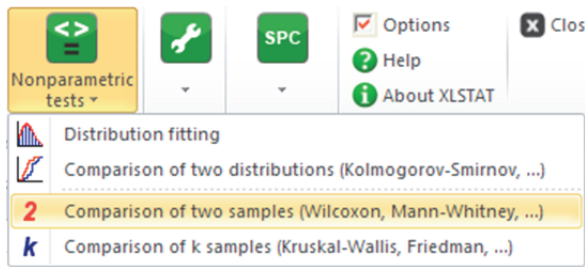 <>
=
SPC
Nonparametric
tests
Options
Help
About XLSTAT
Clos
Distribution fitting
Comparison of two distributions (Kolmogorov-Smirnov, ...)
2 Comparison of two samples (Wilcoxon, Mann-Whitney, ...)
k Comparison of k samples (Kruskal-Wallis, Friedman, ...)